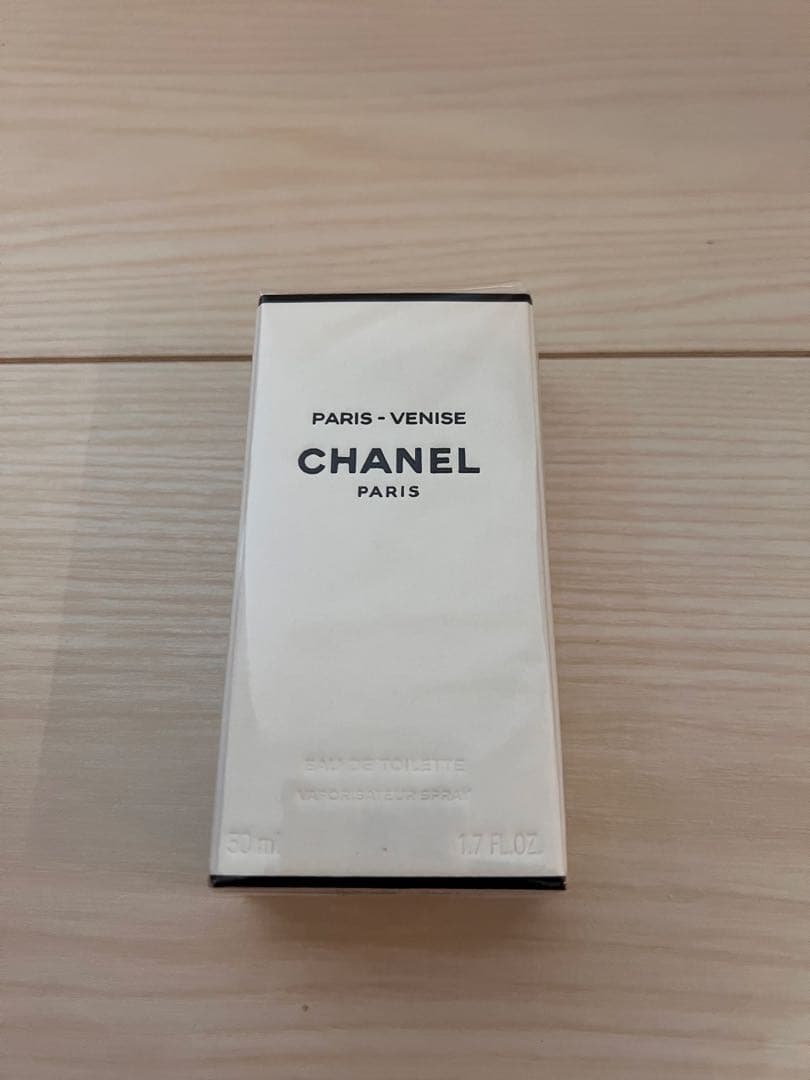 PARIS - VENISE
CHANEL
PARIS
EAU DE TOILETTE
VAPORISATEUR SPRAY
50 ml 1.7 FL.OZ.